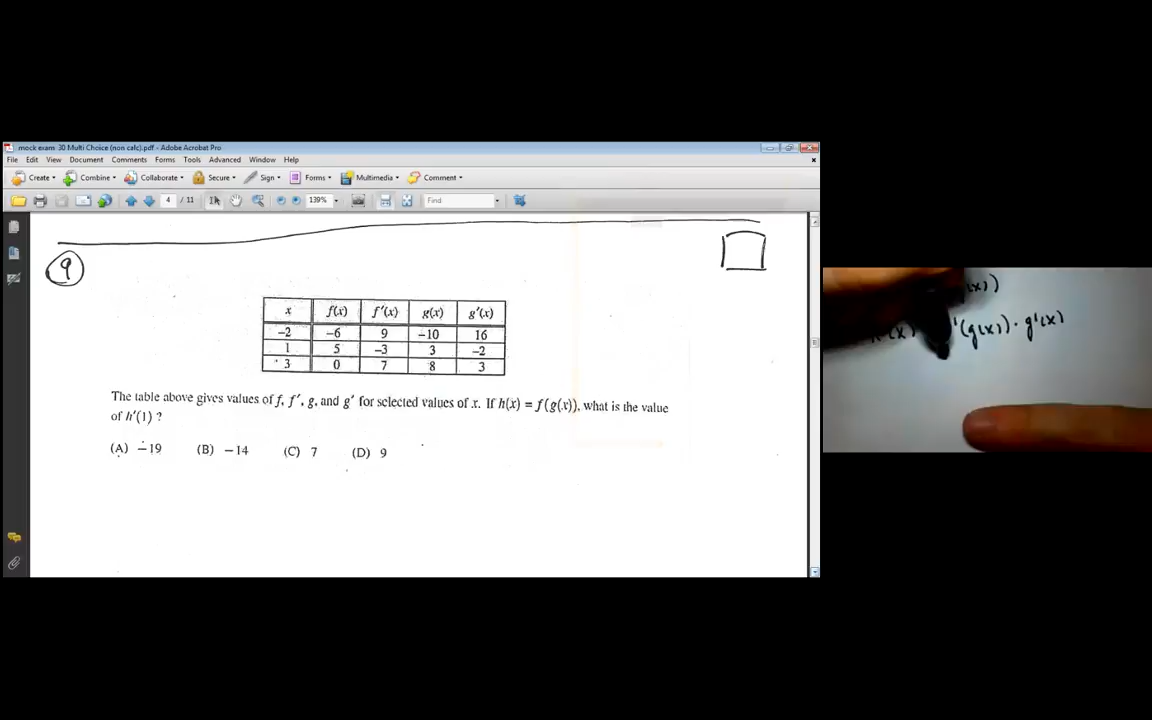 mock exam 30 Multi Choice (non calc).pdf - Adobe Acrobat Pro
File Edit View Document Comments Forms Tools Advanced Window Help
Create Combine Collaborate Secure Sign Forms Multimedia Comment
4 / 11 139% Find
9
x f(x) f'(x) g(x) g'(x)
-2 -6 9 -10 16
1 5 -3 3 -2
3 0 7 8 3
The table above gives values of f, f', g, and g' for selected values of x. If h(x) = f(g(x)), what is the value
of h'(1) ?
(A) -19 (B) -14 (C) 7 (D) 9
(x))
'(g(x)) · g'(x)